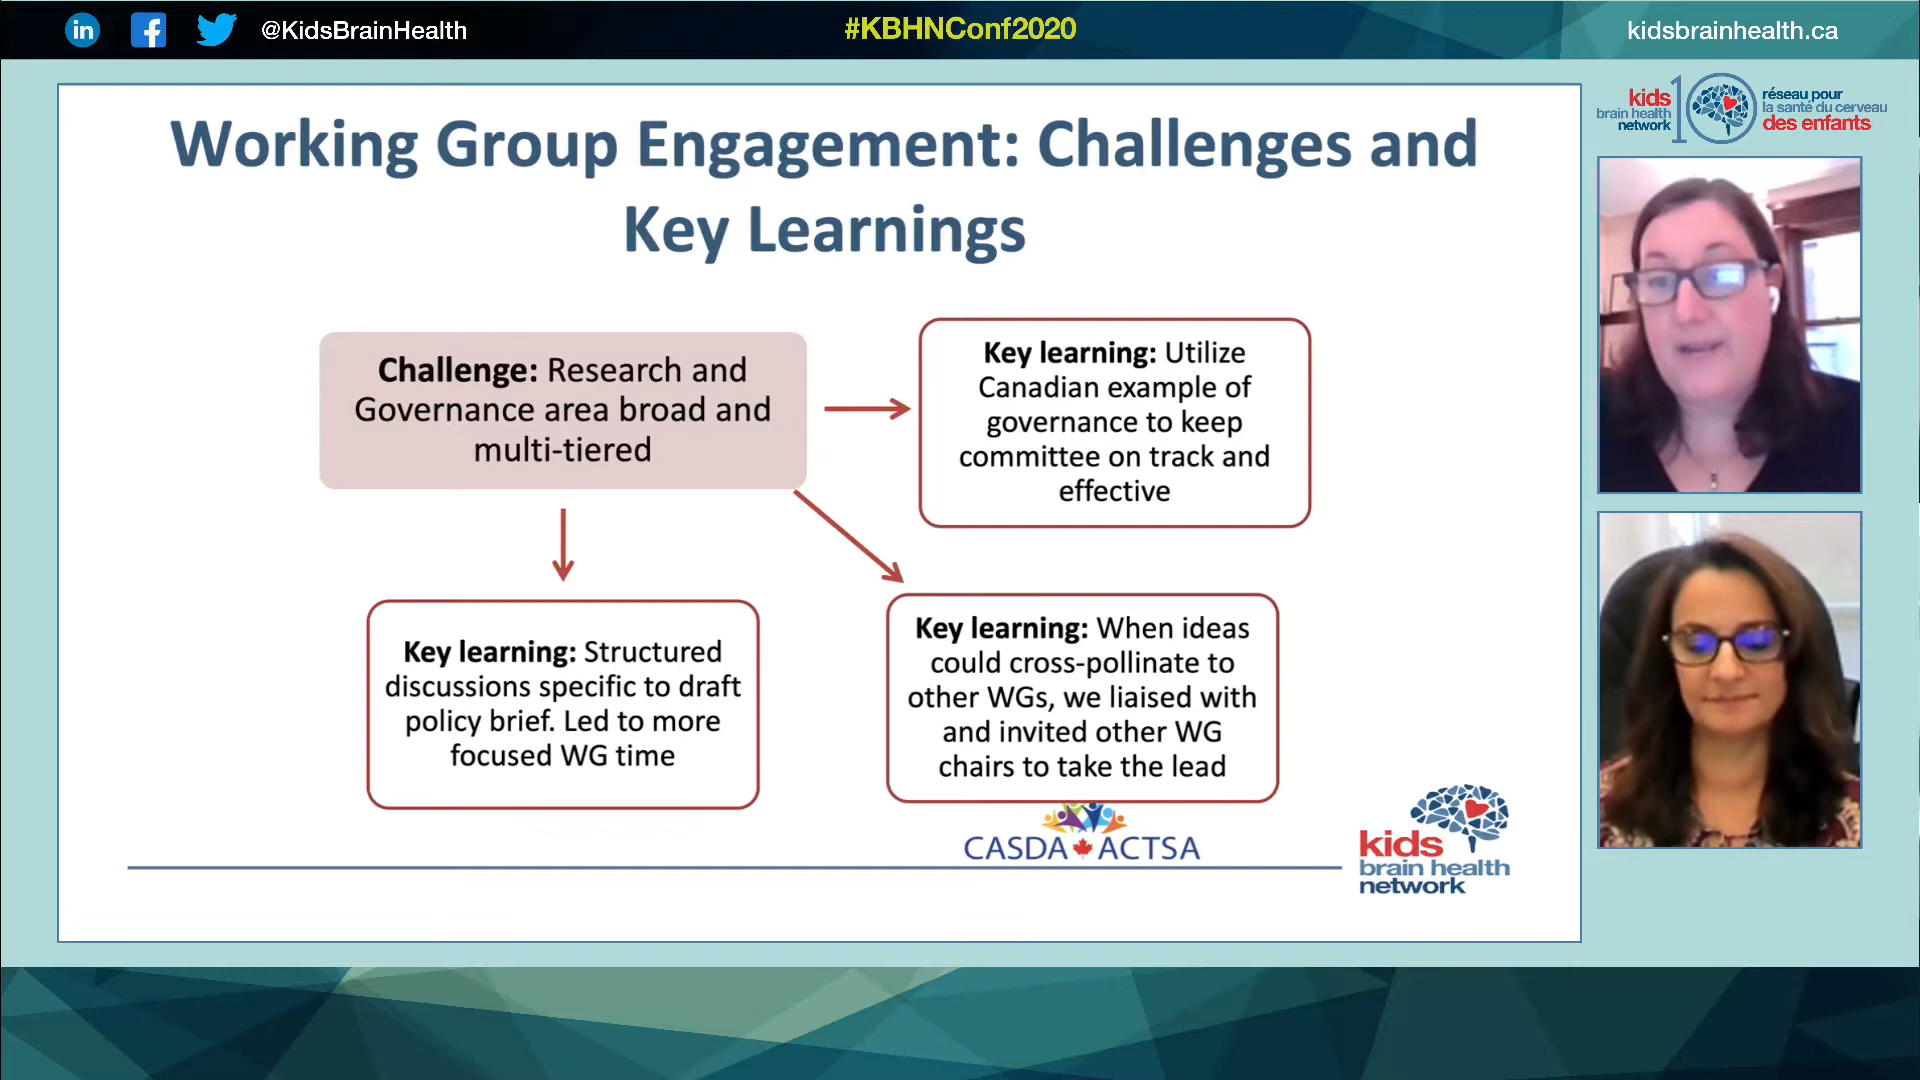 in
@KidsBrainHealth
#KBHNConf2020
kidsbrainhealth.ca
Working Group Engagement: Challenges and
Key Learnings
Challenge: Research and
Governance area broad and
multi-tiered
Key learning: Utilize
Canadian example of
governance to keep
committee on track and
effective
Key learning: Structured
discussions specific to draft
policy brief. Led to more
focused WG time
Key learning: When ideas
could cross-pollinate to
other WGs, we liaised with
and invited other WG
chairs to take the lead
CASDA ACTSA
kids
brain health
network
kids
brain health
network
10
réseau pour
la santé du cerveau
des enfants